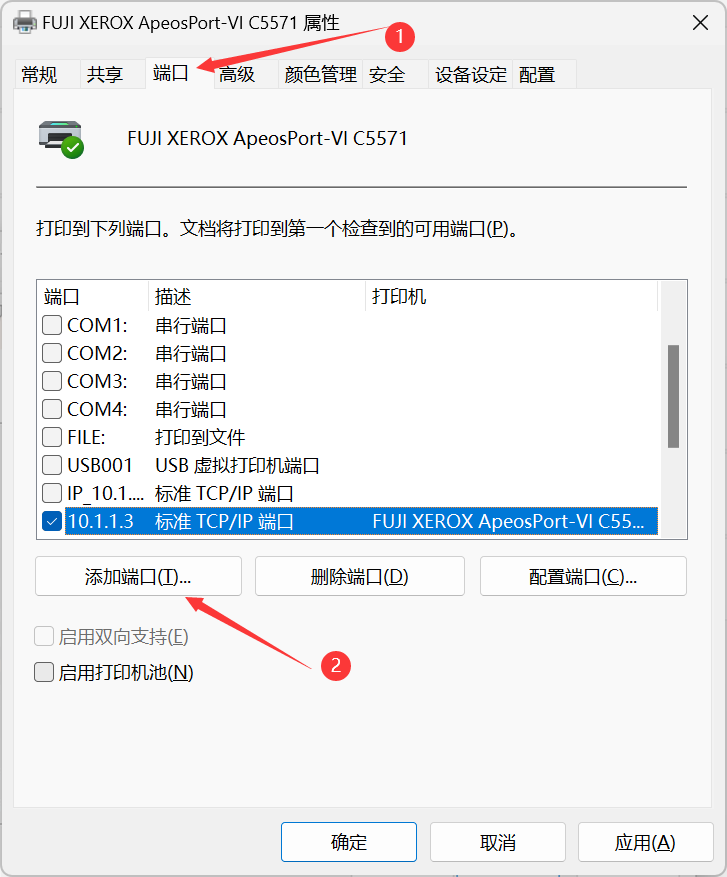 FUJI XEROX ApeosPort-VI C5571 属性
1
常规 共享 端口 高级 颜色管理 安全 设备设定 配置
FUJI XEROX ApeosPort-VI C5571
打印到下列端口。文档将打印到第一个检查到的可用端口(P)。
端口 描述 打印机
COM1: 串行端口
COM2: 串行端口
COM3: 串行端口
COM4: 串行端口
FILE: 打印到文件
USB001 USB 虚拟打印机端口
IP_10.1.... 标准 TCP/IP 端口
10.1.1.3 标准 TCP/IP 端口 FUJI XEROX ApeosPort-VI C55...
添加端口(T)... 删除端口(D) 配置端口(C)...
启用双向支持(E)
2
启用打印机池(N)
确定 取消 应用(A)